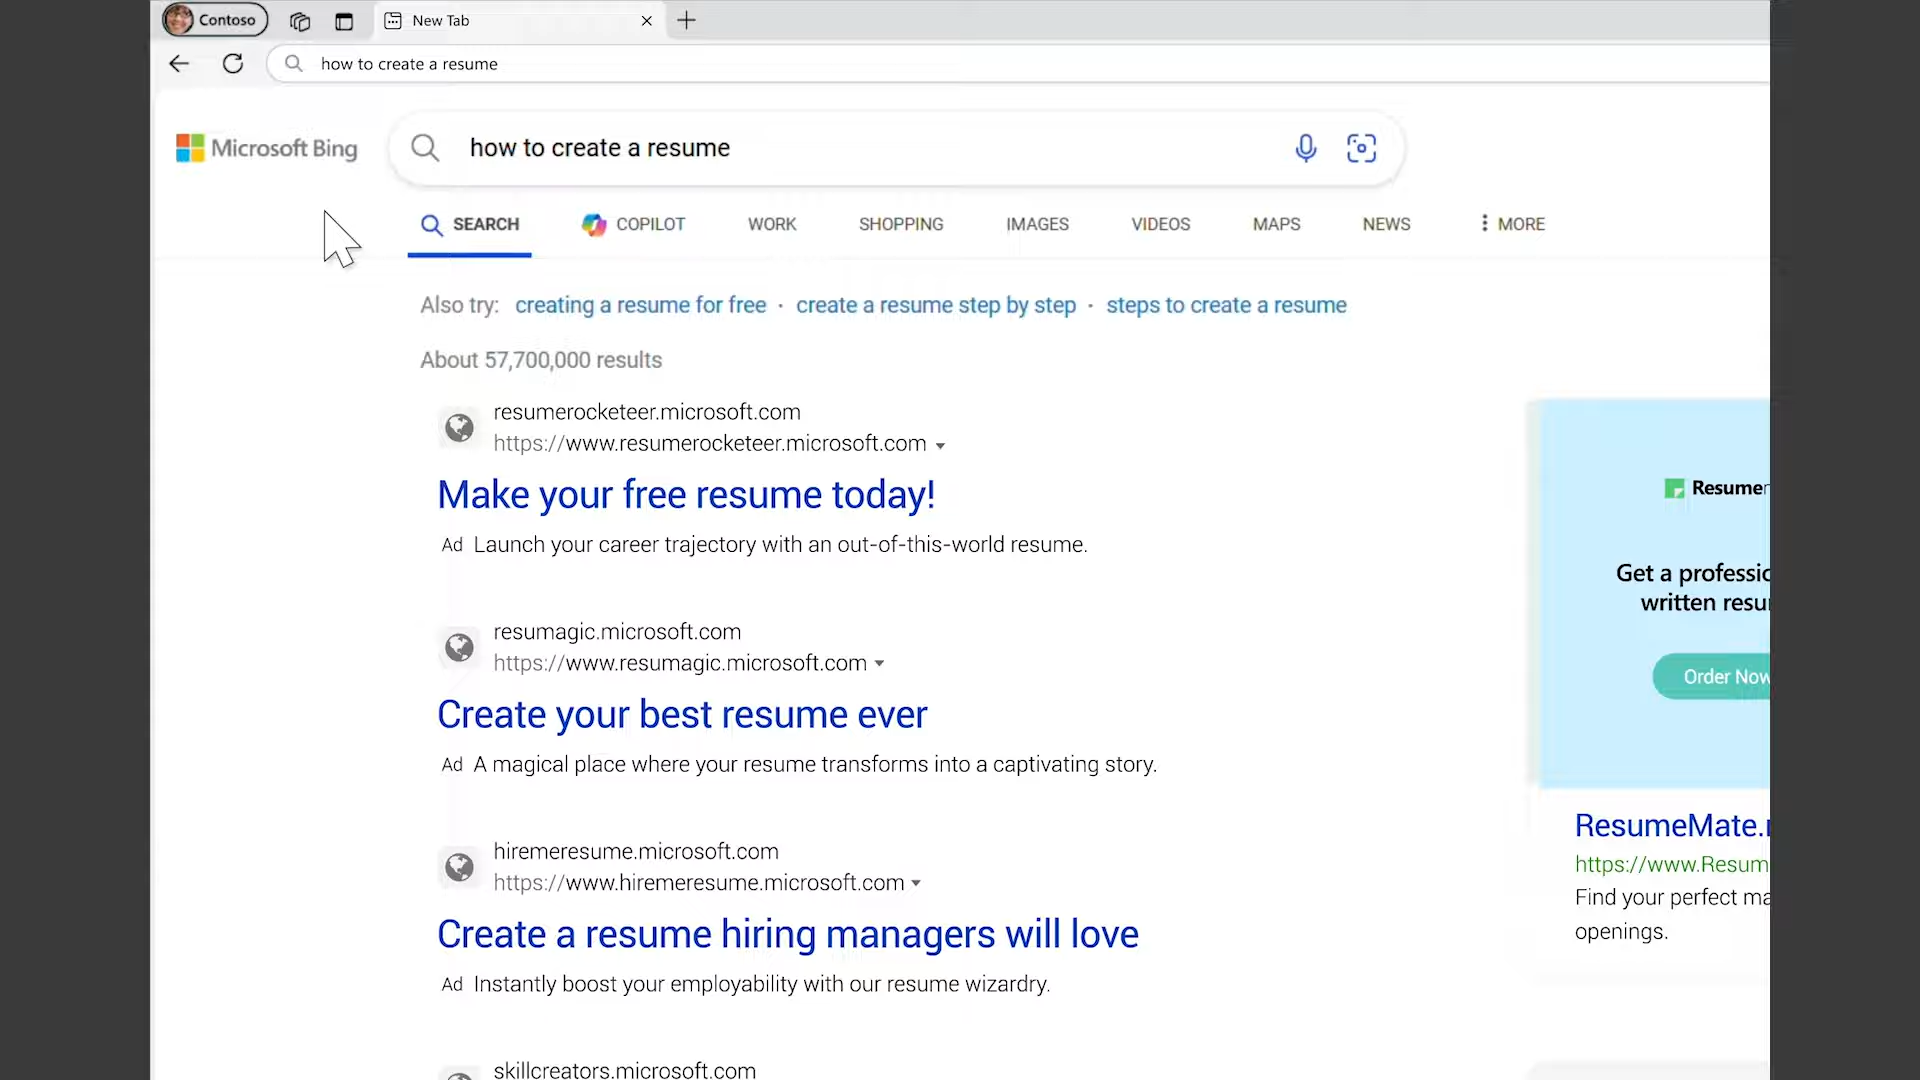 Contoso
New Tab
how to create a resume
Microsoft Bing
how to create a resume
SEARCH
COPILOT
WORK
SHOPPING
IMAGES
VIDEOS
MAPS
NEWS
MORE
Also try: creating a resume for free · create a resume step by step · steps to create a resume
About 57,700,000 results
resumerocketeer.microsoft.com
https://www.resumerocketeer.microsoft.com
Make your free resume today!
Ad Launch your career trajectory with an out-of-this-world resume.
resumagic.microsoft.com
https://www.resumagic.microsoft.com
Create your best resume ever
Ad A magical place where your resume transforms into a captivating story.
hiremeresume.microsoft.com
https://www.hiremeresume.microsoft.com
Create a resume hiring managers will love
Ad Instantly boost your employability with our resume wizardry.
skillcreators.microsoft.com
Resume
Get a professio
written resu
Order Now
ResumeMate.
https://www.Resum
Find your perfect ma
openings.